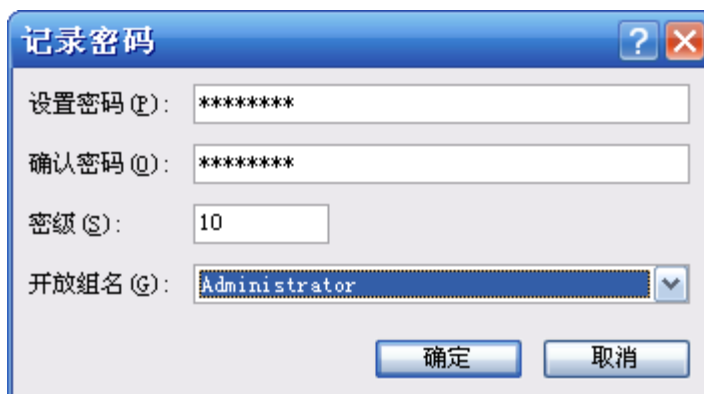 记录密码
设置密码(P): ********
确认密码(O): ********
密级(S): 10
开放组名(G): Administrator
确定 取消